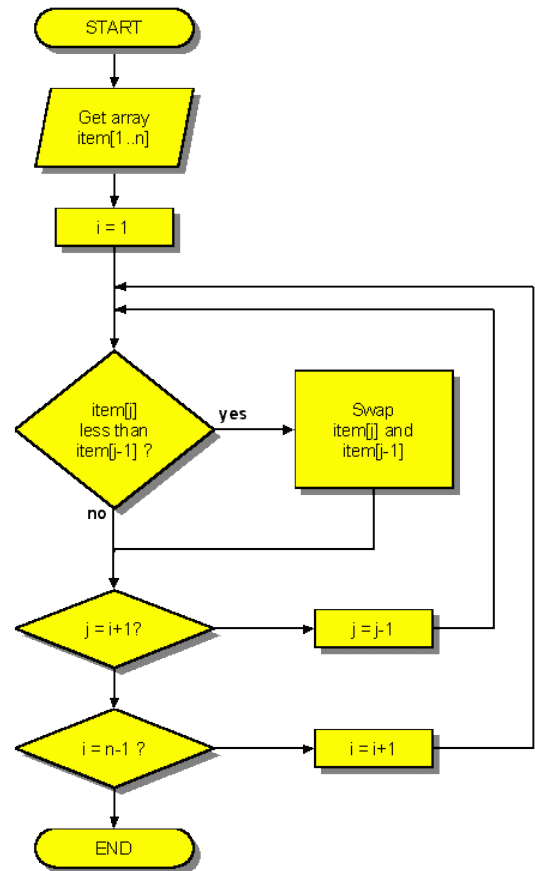 START
Get array
item[1..n]
i = 1
item[j]
less than
item[j-1] ?
yes
Swap
item[j] and
item[j-1]
no
j = i+1?
j = j-1
i = n-1 ?
i = i+1
END